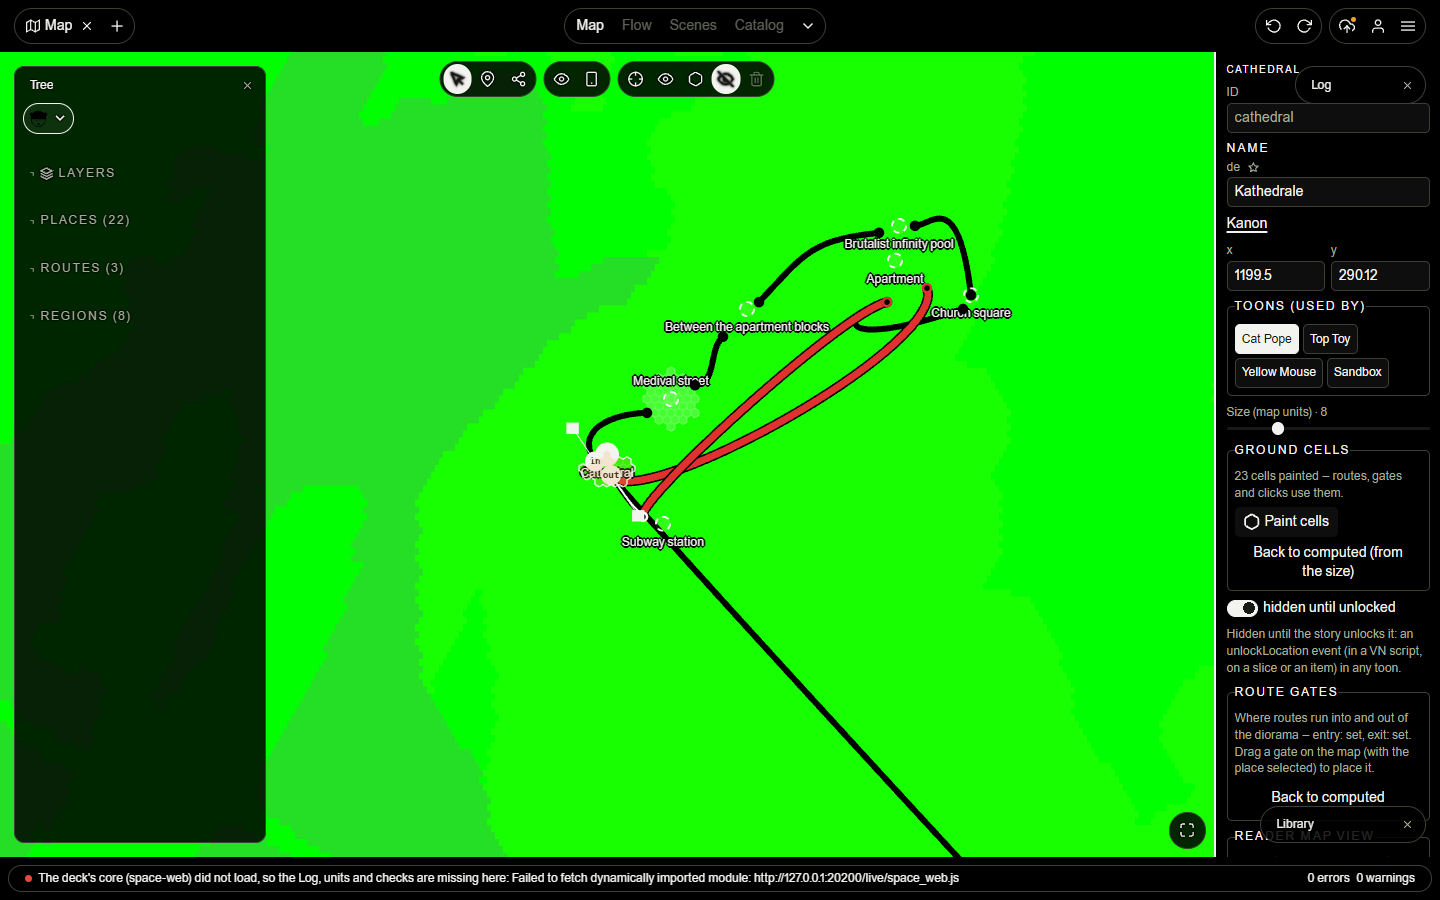 Map
Map Flow Scenes Catalog
Tree
LAYERS
PLACES (22)
ROUTES (3)
REGIONS (8)
Brutalist infinity pool
Apartment
Church square
Between the apartment blocks
Medival street
in
out
Subway station
CATHEDRAL
Log
ID
cathedral
NAME
de
Kathedrale
Kanon
x y
1199.5 290.12
TOONS (USED BY)
Cat Pope Top Toy
Yellow Mouse Sandbox
Size (map units) · 8
GROUND CELLS
23 cells painted – routes, gates
and clicks use them.
Paint cells
Back to computed (from
the size)
hidden until unlocked
Hidden until the story unlocks it: an
unlockLocation event (in a VN script,
on a slice or an item) in any toon.
ROUTE GATES
Where routes run into and out of
the diorama – entry: set, exit: set.
Drag a gate on the map (with the
place selected) to place it.
Back to computed
Library
READER MAP VIEW
The deck's core (space-web) did not load, so the Log, units and checks are missing here: Failed to fetch dynamically imported module: http://127.0.0.1:20200/live/space_web.js
0 errors 0 warnings